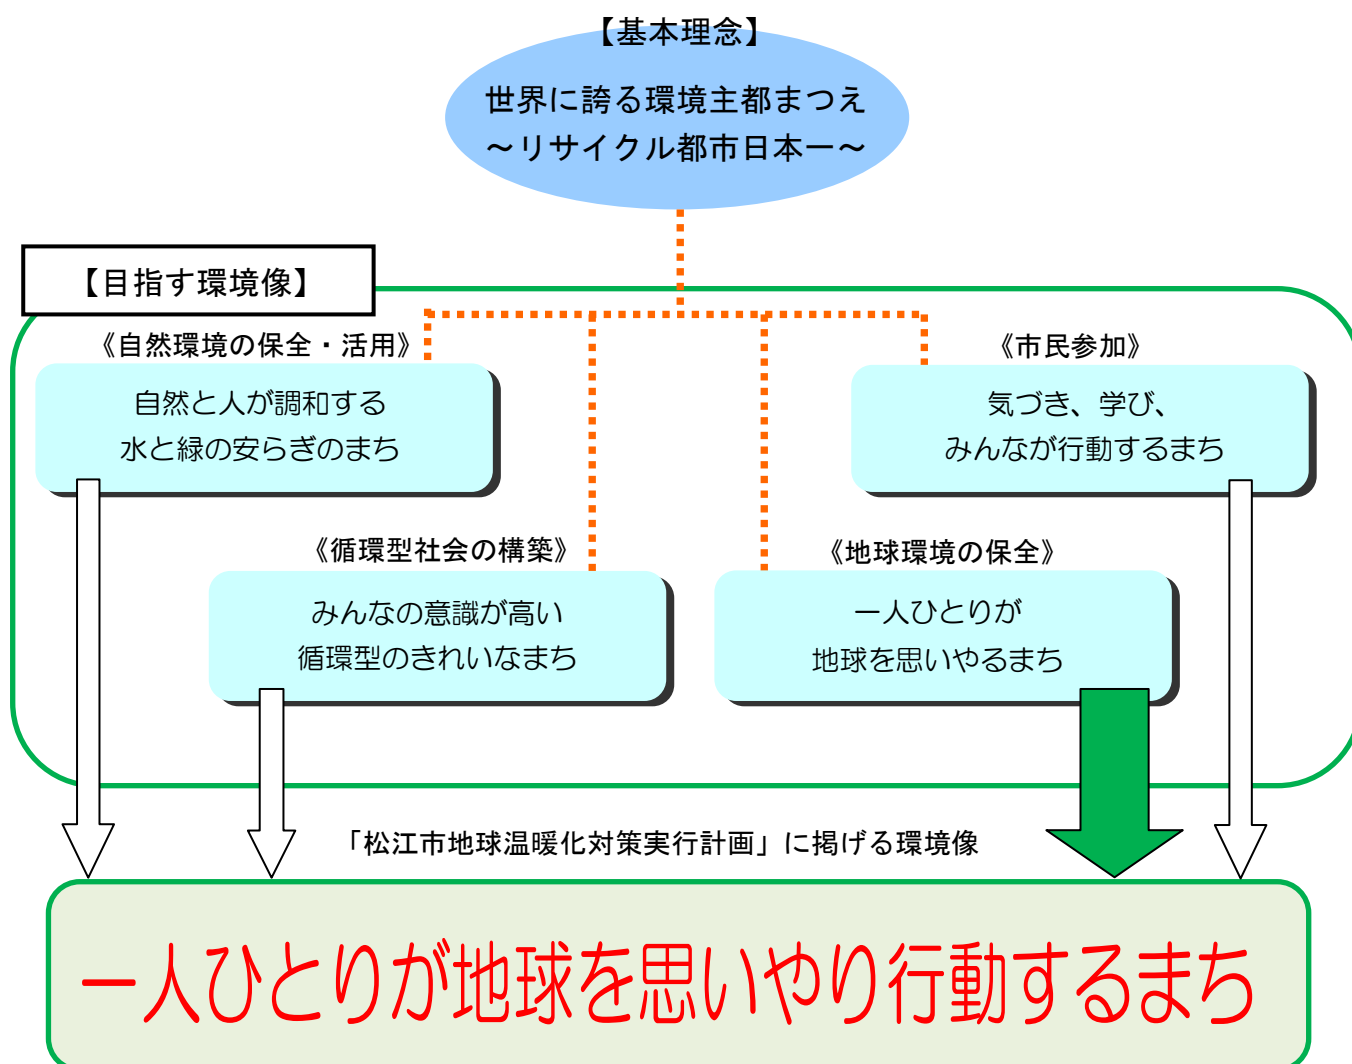 【基本理念】
世界に誇る環境主都まつえ
～リサイクル都市日本一～
【目指す環境像】
《自然環境の保全・活用》
自然と人が調和する
水と緑の安らぎのまち
《市民参加》
気づき、学び、
みんなが行動するまち
《循環型社会の構築》
みんなの意識が高い
循環型のきれいなまち
《地球環境の保全》
一人ひとりが
地球を思いやるまち
「松江市地球温暖化対策実行計画」に掲げる環境像
一人ひとりが地球を思いやり行動するまち